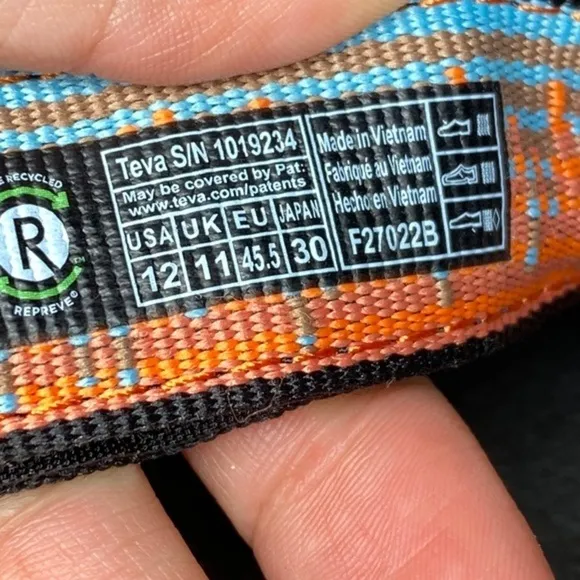 RECYCLED
R
REPREVE®
Teva S/N 1019234
May be covered by Pat:
www.teva.com/patents
USA UK EU JAPAN
12 11 45.5 30
Made in Vietnam
Fabriqué au Vietnam
Hecho en Vietnam
F27022B